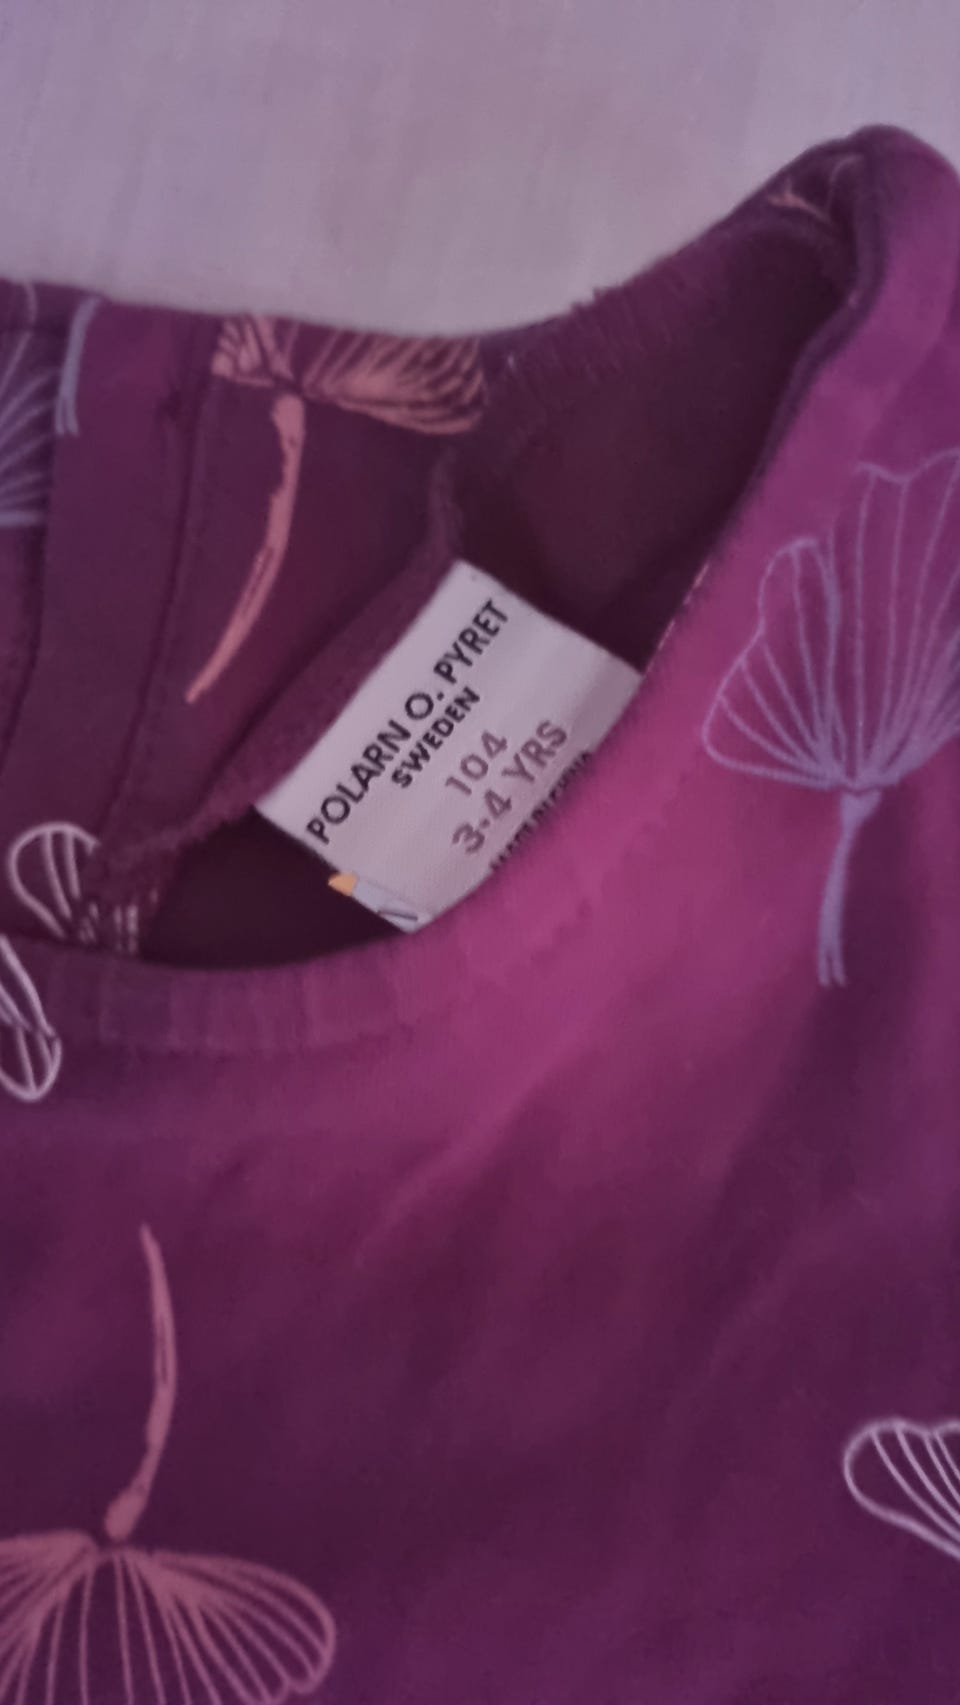 POLARN O. PYRET
SWEDEN
104
3-4 YRS